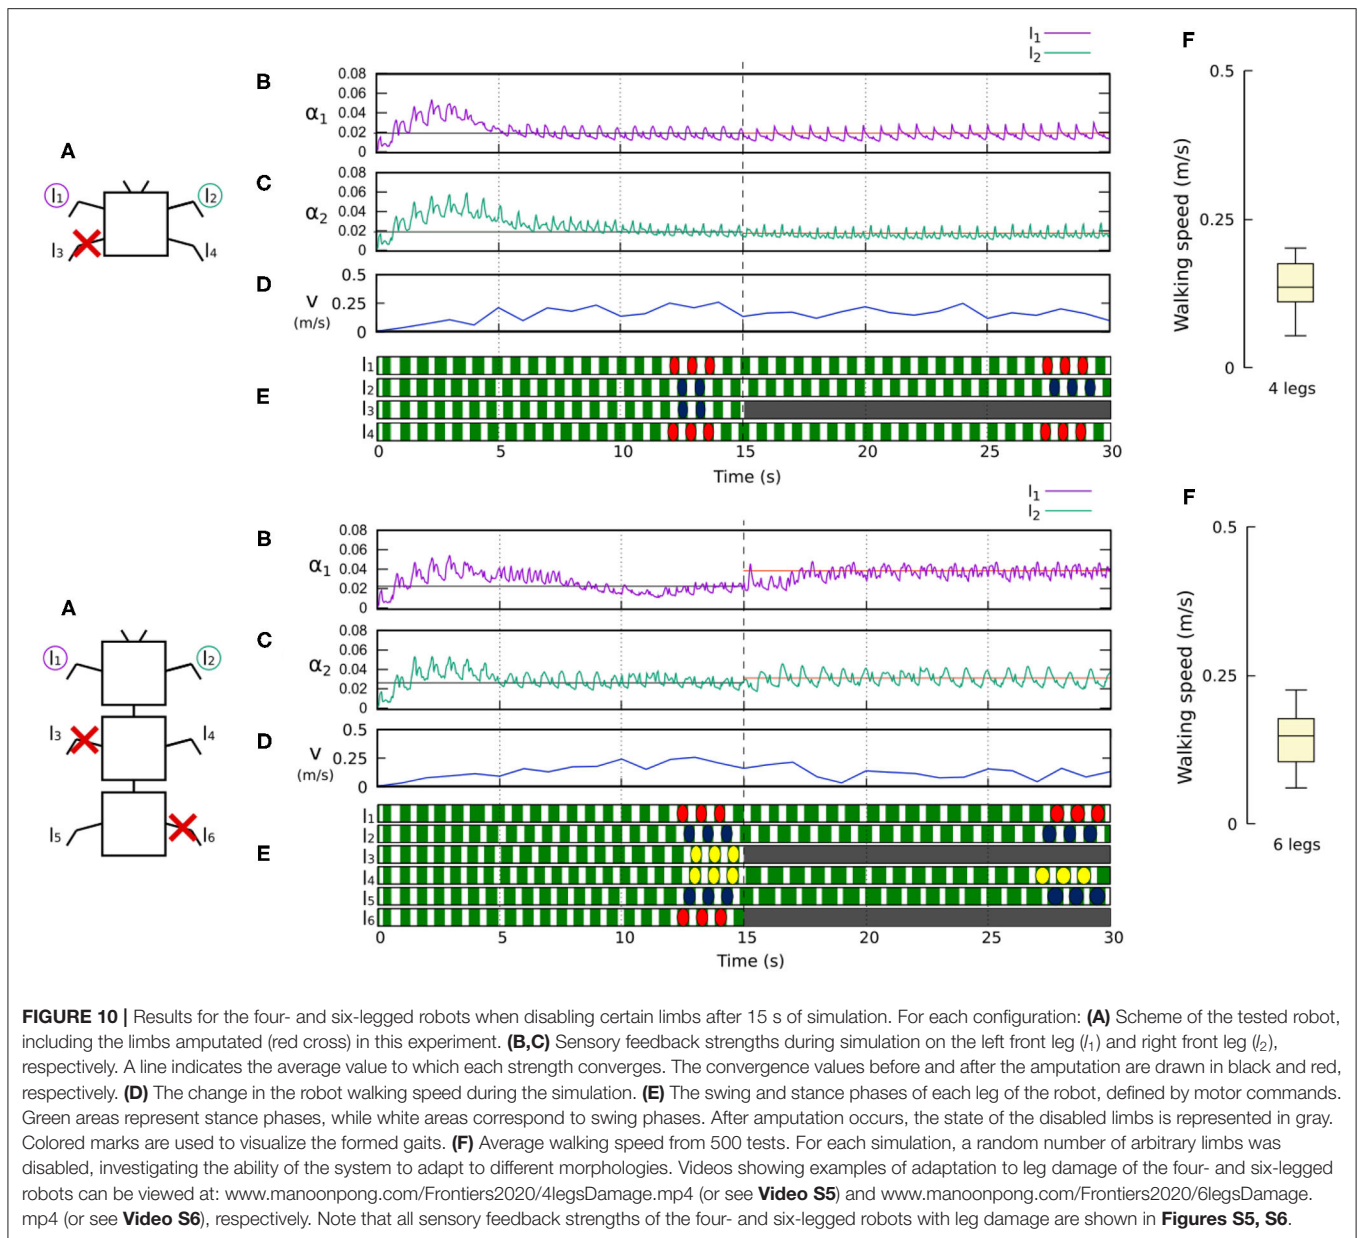 l1
l2
F
B
α1
0.08
0.06
0.04
0.02
0
0.5
A
l1
l2
l3
l4
C
α2
0.08
0.06
0.04
0.02
0
Walking speed (m/s)
0.25
D
V
(m/s)
0.5
0.25
0
0
4 legs
E
l1
l2
l3
l4
0 5 10 15 20 25 30
Time (s)
l1
l2
F
B
α1
0.08
0.06
0.04
0.02
0
0.5
A
l1
l2
l3
l4
l5
l6
C
α2
0.08
0.06
0.04
0.02
0
Walking speed (m/s)
0.25
D
V
(m/s)
0.5
0.25
0
0
6 legs
E
l1
l2
l3
l4
l5
l6
0 5 10 15 20 25 30
Time (s)
FIGURE 10 | Results for the four- and six-legged robots when disabling certain limbs after 15 s of simulation. For each configuration: (A) Scheme of the tested robot,
including the limbs amputated (red cross) in this experiment. (B,C) Sensory feedback strengths during simulation on the left front leg (l1) and right front leg (l2),
respectively. A line indicates the average value to which each strength converges. The convergence values before and after the amputation are drawn in black and red,
respectively. (D) The change in the robot walking speed during the simulation. (E) The swing and stance phases of each leg of the robot, defined by motor commands.
Green areas represent stance phases, while white areas correspond to swing phases. After amputation occurs, the state of the disabled limbs is represented in gray.
Colored marks are used to visualize the formed gaits. (F) Average walking speed from 500 tests. For each simulation, a random number of arbitrary limbs was
disabled, investigating the ability of the system to adapt to different morphologies. Videos showing examples of adaptation to leg damage of the four- and six-legged
robots can be viewed at: www.manoonpong.com/Frontiers2020/4legsDamage.mp4 (or see Video S5) and www.manoonpong.com/Frontiers2020/6legsDamage.
mp4 (or see Video S6), respectively. Note that all sensory feedback strengths of the four- and six-legged robots with leg damage are shown in Figures S5, S6.